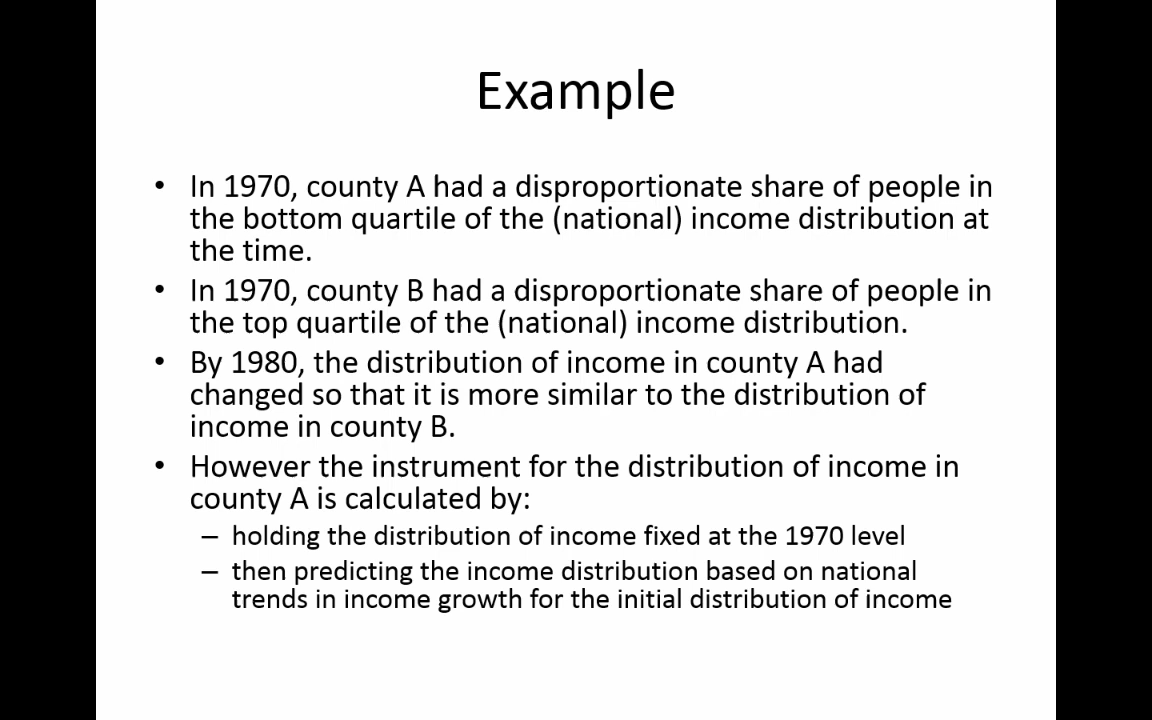 Example
• In 1970, county A had a disproportionate share of people in
the bottom quartile of the (national) income distribution at
the time.
• In 1970, county B had a disproportionate share of people in
the top quartile of the (national) income distribution.
• By 1980, the distribution of income in county A had
changed so that it is more similar to the distribution of
income in county B.
• However the instrument for the distribution of income in
county A is calculated by:
– holding the distribution of income fixed at the 1970 level
– then predicting the income distribution based on national
trends in income growth for the initial distribution of income